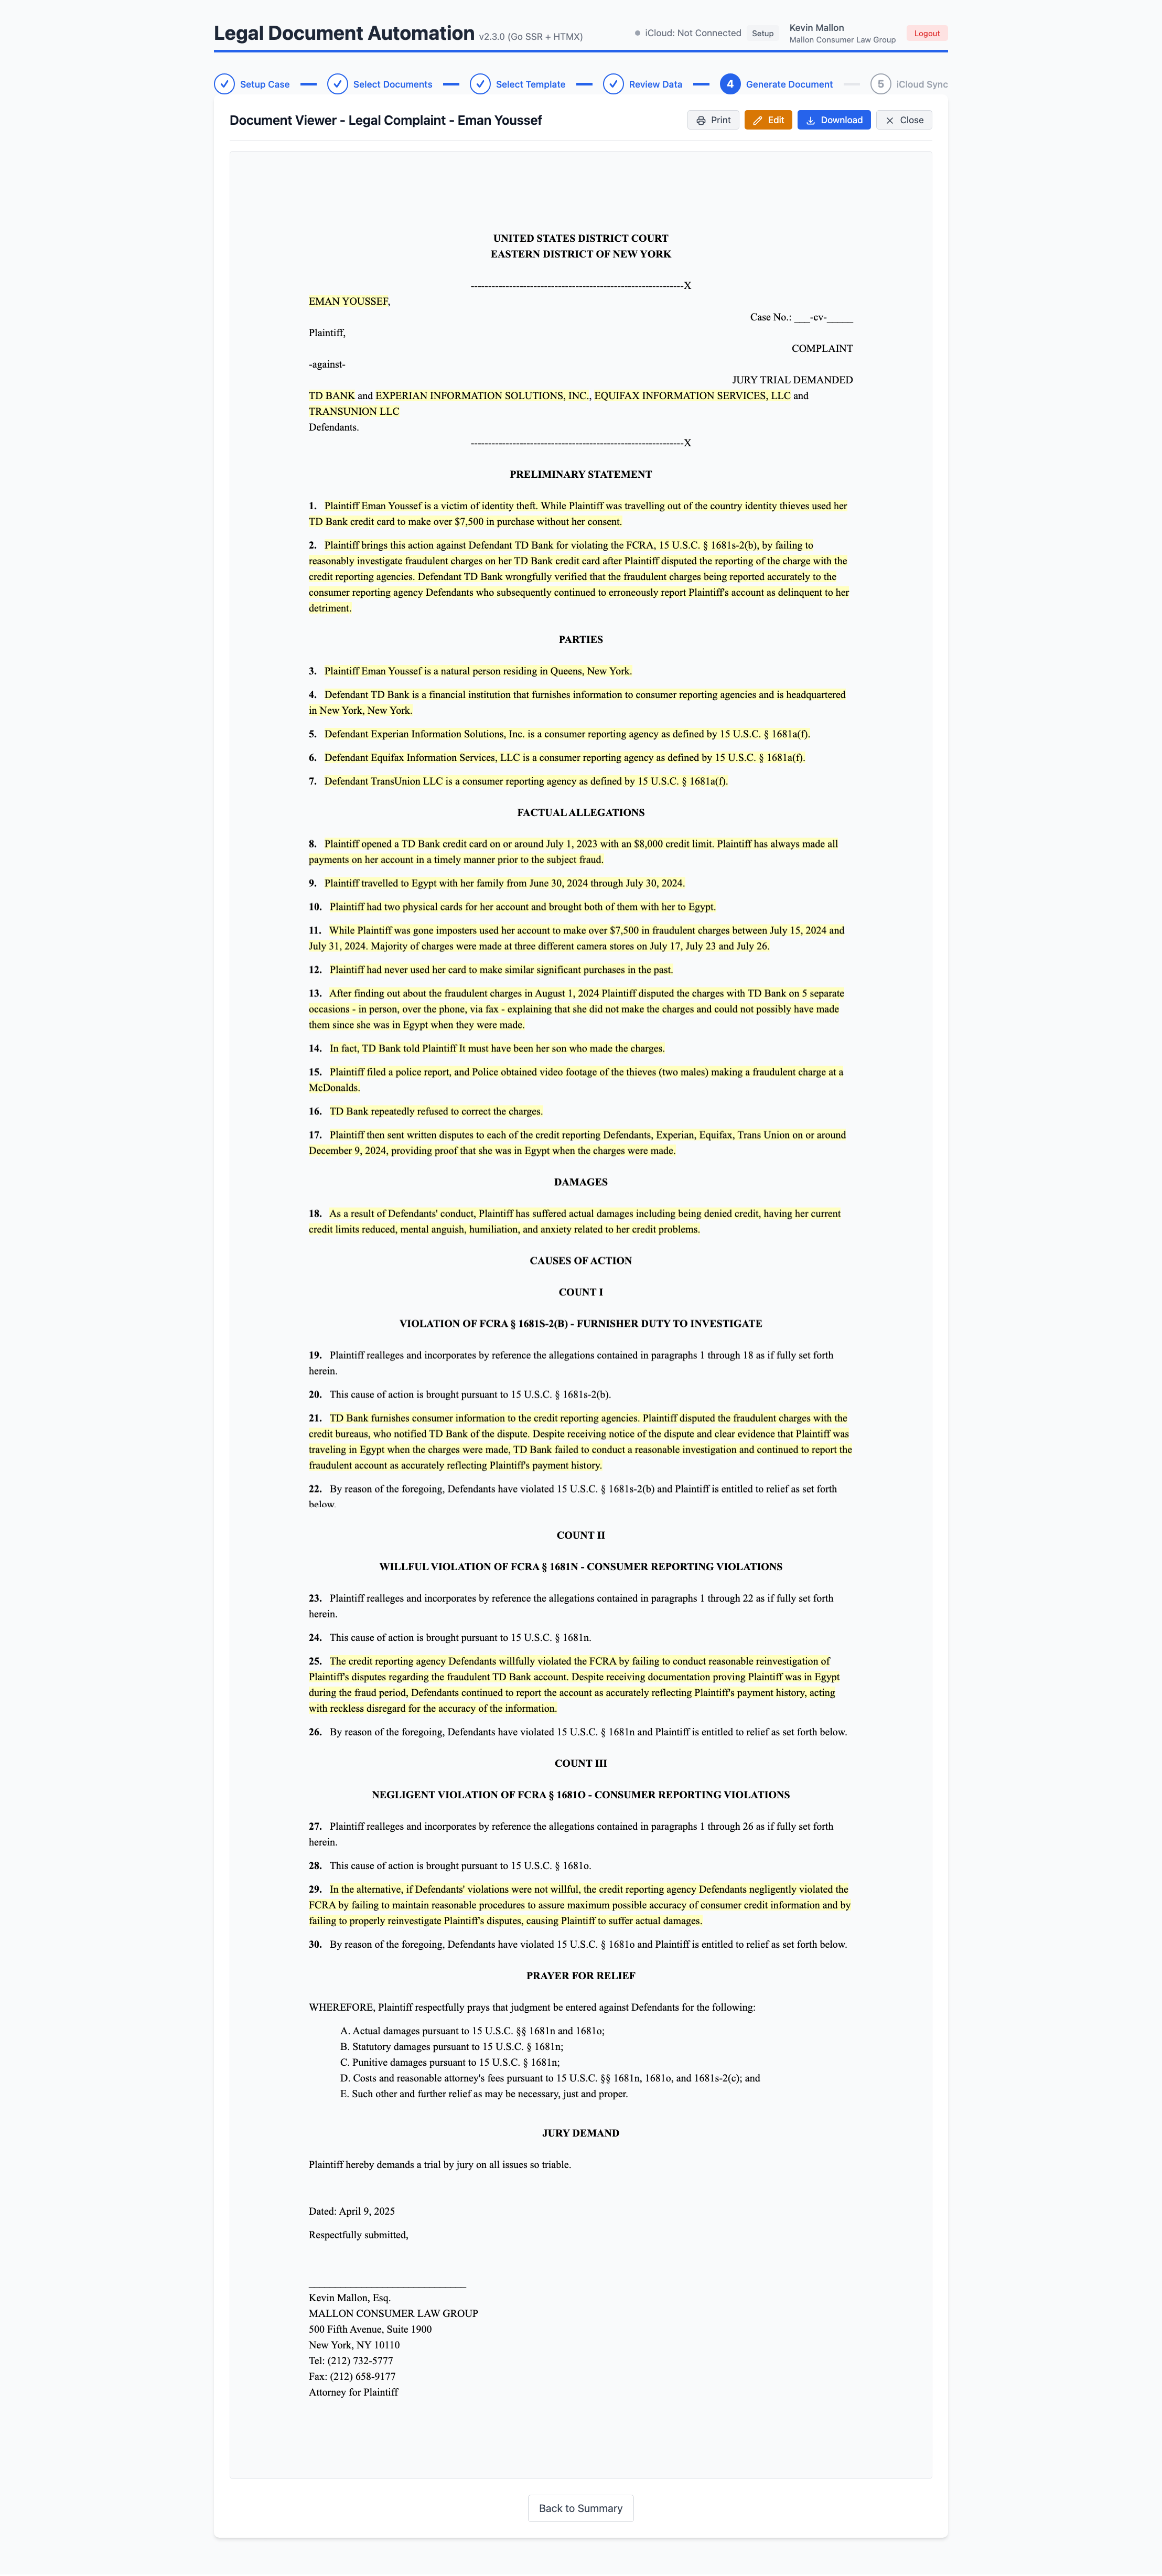 Legal Document Automation v2.3.0 (Go SSR + HTMX)
iCloud: Not Connected Setup
Kevin Mallon
Mallon Consumer Law Group
Logout
Setup Case Select Documents Select Template Review Data 4 Generate Document 5 iCloud Sync
Document Viewer - Legal Complaint - Eman Youssef
Print Edit Download Close
UNITED STATES DISTRICT COURT
EASTERN DISTRICT OF NEW YORK
-------------------------------------------------------------X
EMAN YOUSSEF,
Case No.: ___-cv-_____
Plaintiff,
COMPLAINT
-against-
JURY TRIAL DEMANDED
TD BANK and EXPERIAN INFORMATION SOLUTIONS, INC., EQUIFAX INFORMATION SERVICES, LLC and
TRANSUNION LLC
Defendants.
-------------------------------------------------------------X
PRELIMINARY STATEMENT
1. Plaintiff Eman Youssef is a victim of identity theft. While Plaintiff was travelling out of the country identity thieves used her
TD Bank credit card to make over $7,500 in purchase without her consent.
2. Plaintiff brings this action against Defendant TD Bank for violating the FCRA, 15 U.S.C. § 1681s-2(b), by failing to
reasonably investigate fraudulent charges on her TD Bank credit card after Plaintiff disputed the reporting of the charge with the
credit reporting agencies. Defendant TD Bank wrongfully verified that the fraudulent charges being reported accurately to the
consumer reporting agency Defendants who subsequently continued to erroneously report Plaintiff's account as delinquent to her
detriment.
PARTIES
3. Plaintiff Eman Youssef is a natural person residing in Queens, New York.
4. Defendant TD Bank is a financial institution that furnishes information to consumer reporting agencies and is headquartered
in New York, New York.
5. Defendant Experian Information Solutions, Inc. is a consumer reporting agency as defined by 15 U.S.C. § 1681a(f).
6. Defendant Equifax Information Services, LLC is a consumer reporting agency as defined by 15 U.S.C. § 1681a(f).
7. Defendant TransUnion LLC is a consumer reporting agency as defined by 15 U.S.C. § 1681a(f).
FACTUAL ALLEGATIONS
8. Plaintiff opened a TD Bank credit card on or around July 1, 2023 with an $8,000 credit limit. Plaintiff has always made all
payments on her account in a timely manner prior to the subject fraud.
9. Plaintiff travelled to Egypt with her family from June 30, 2024 through July 30, 2024.
10. Plaintiff had two physical cards for her account and brought both of them with her to Egypt.
11. While Plaintiff was gone imposters used her account to make over $7,500 in fraudulent charges between July 15, 2024 and
July 31, 2024. Majority of charges were made at three different camera stores on July 17, July 23 and July 26.
12. Plaintiff had never used her card to make similar significant purchases in the past.
13. After finding out about the fraudulent charges in August 1, 2024 Plaintiff disputed the charges with TD Bank on 5 separate
occasions - in person, over the phone, via fax - explaining that she did not make the charges and could not possibly have made
them since she was in Egypt when they were made.
14. In fact, TD Bank told Plaintiff It must have been her son who made the charges.
15. Plaintiff filed a police report, and Police obtained video footage of the thieves (two males) making a fraudulent charge at a
McDonalds.
16. TD Bank repeatedly refused to correct the charges.
17. Plaintiff then sent written disputes to each of the credit reporting Defendants, Experian, Equifax, Trans Union on or around
December 9, 2024, providing proof that she was in Egypt when the charges were made.
DAMAGES
18. As a result of Defendants' conduct, Plaintiff has suffered actual damages including being denied credit, having her current
credit limits reduced, mental anguish, humiliation, and anxiety related to her credit problems.
CAUSES OF ACTION
COUNT I
VIOLATION OF FCRA § 1681S-2(B) - FURNISHER DUTY TO INVESTIGATE
19. Plaintiff realleges and incorporates by reference the allegations contained in paragraphs 1 through 18 as if fully set forth
herein.
20. This cause of action is brought pursuant to 15 U.S.C. § 1681s-2(b).
21. TD Bank furnishes consumer information to the credit reporting agencies. Plaintiff disputed the fraudulent charges with the
credit bureaus, who notified TD Bank of the dispute. Despite receiving notice of the dispute and clear evidence that Plaintiff was
traveling in Egypt when the charges were made, TD Bank failed to conduct a reasonable investigation and continued to report the
fraudulent account as accurately reflecting Plaintiff's payment history.
22. By reason of the foregoing, Defendants have violated 15 U.S.C. § 1681s-2(b) and Plaintiff is entitled to relief as set forth
below.
COUNT II
WILLFUL VIOLATION OF FCRA § 1681N - CONSUMER REPORTING VIOLATIONS
23. Plaintiff realleges and incorporates by reference the allegations contained in paragraphs 1 through 22 as if fully set forth
herein.
24. This cause of action is brought pursuant to 15 U.S.C. § 1681n.
25. The credit reporting agency Defendants willfully violated the FCRA by failing to conduct reasonable reinvestigation of
Plaintiff's disputes regarding the fraudulent TD Bank account. Despite receiving documentation proving Plaintiff was in Egypt
during the fraud period, Defendants continued to report the account as accurately reflecting Plaintiff's payment history, acting
with reckless disregard for the accuracy of the information.
26. By reason of the foregoing, Defendants have violated 15 U.S.C. § 1681n and Plaintiff is entitled to relief as set forth below.
COUNT III
NEGLIGENT VIOLATION OF FCRA § 1681O - CONSUMER REPORTING VIOLATIONS
27. Plaintiff realleges and incorporates by reference the allegations contained in paragraphs 1 through 26 as if fully set forth
herein.
28. This cause of action is brought pursuant to 15 U.S.C. § 1681o.
29. In the alternative, if Defendants' violations were not willful, the credit reporting agency Defendants negligently violated the
FCRA by failing to maintain reasonable procedures to assure maximum possible accuracy of consumer credit information and by
failing to properly reinvestigate Plaintiff's disputes, causing Plaintiff to suffer actual damages.
30. By reason of the foregoing, Defendants have violated 15 U.S.C. § 1681o and Plaintiff is entitled to relief as set forth below.
PRAYER FOR RELIEF
WHEREFORE, Plaintiff respectfully prays that judgment be entered against Defendants for the following:
A. Actual damages pursuant to 15 U.S.C. §§ 1681n and 1681o;
B. Statutory damages pursuant to 15 U.S.C. § 1681n;
C. Punitive damages pursuant to 15 U.S.C. § 1681n;
D. Costs and reasonable attorney's fees pursuant to 15 U.S.C. §§ 1681n, 1681o, and 1681s-2(c); and
E. Such other and further relief as may be necessary, just and proper.
JURY DEMAND
Plaintiff hereby demands a trial by jury on all issues so triable.
Dated: April 9, 2025
Respectfully submitted,
______________________________
Kevin Mallon, Esq.
MALLON CONSUMER LAW GROUP
500 Fifth Avenue, Suite 1900
New York, NY 10110
Tel: (212) 732-5777
Fax: (212) 658-9177
Attorney for Plaintiff
Back to Summary